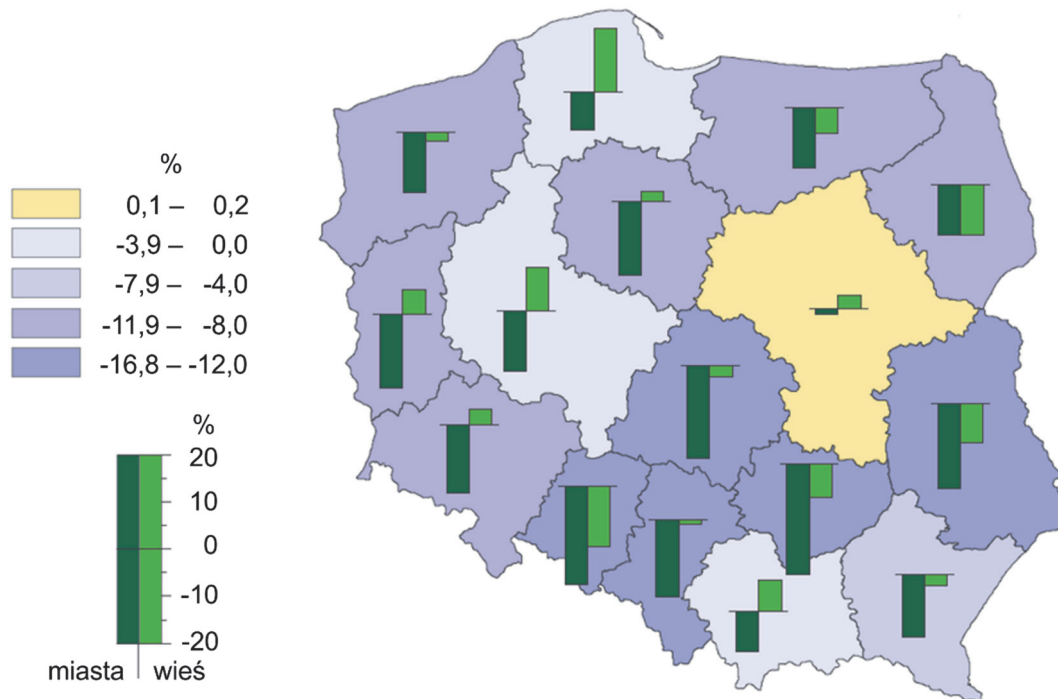 %
0,1 – 0,2
-3,9 – 0,0
-7,9 – -4,0
-11,9 – -8,0
-16,8 – -12,0
%
20
10
0
-10
-20
miasta wieś